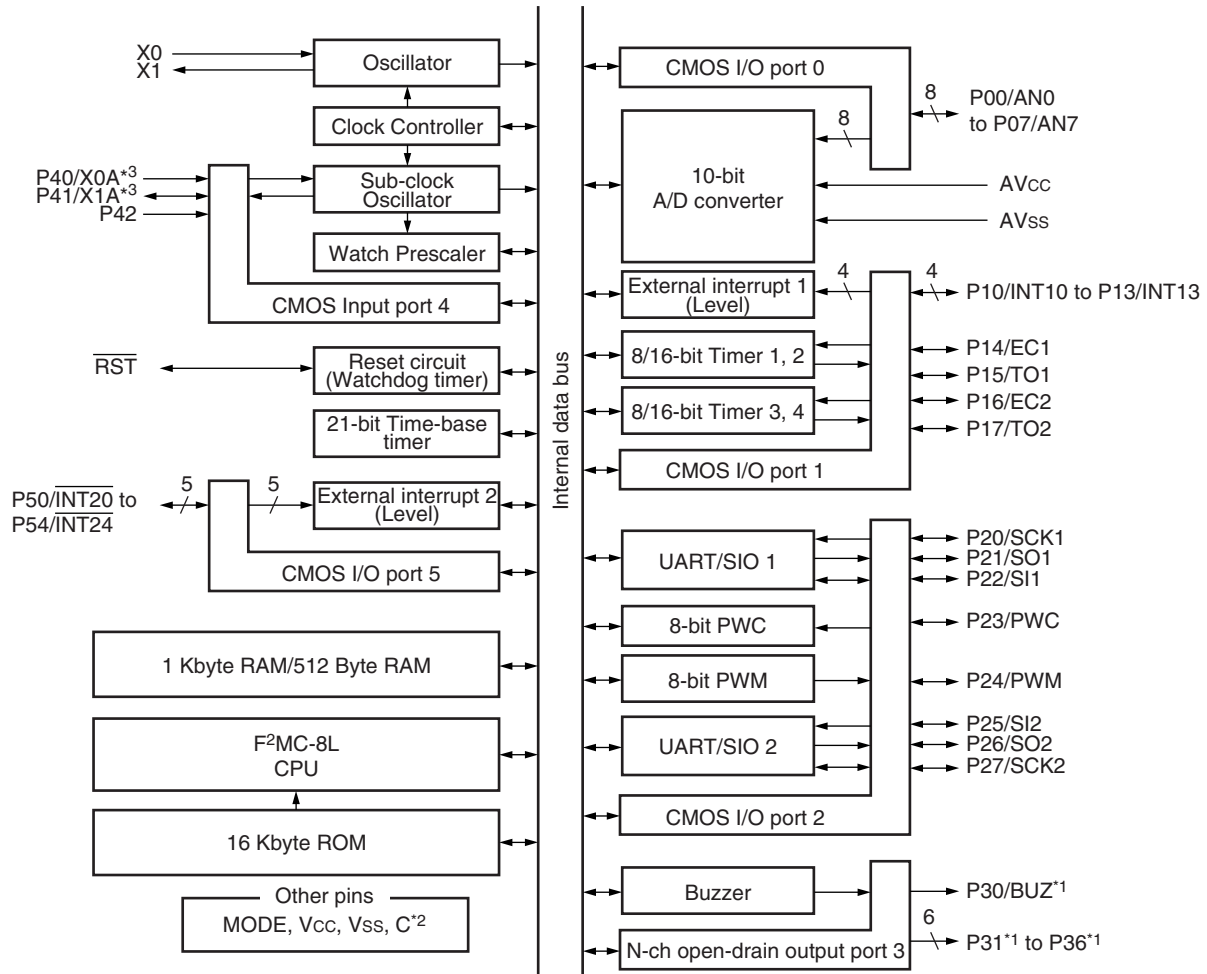 X0
X1
Oscillator
Clock Controller
P40/X0A*3
P41/X1A*3
P42
Sub-clock
Oscillator
Watch Prescaler
CMOS Input port 4
RST
Reset circuit
(Watchdog timer)
21-bit Time-base
timer
P50/INT20 to
P54/INT24
5
5
External interrupt 2
(Level)
CMOS I/O port 5
1 Kbyte RAM/512 Byte RAM
F2MC-8L
CPU
16 Kbyte ROM
Other pins
MODE, VCC, VSS, C*2
Internal data bus
CMOS I/O port 0
8
P00/AN0
to P07/AN7
8
10-bit
A/D converter
AVCC
AVSS
External interrupt 1
(Level)
4
4
P10/INT10 to P13/INT13
8/16-bit Timer 1, 2
P14/EC1
P15/TO1
8/16-bit Timer 3, 4
P16/EC2
P17/TO2
CMOS I/O port 1
UART/SIO 1
P20/SCK1
P21/SO1
P22/SI1
8-bit PWC
P23/PWC
8-bit PWM
P24/PWM
UART/SIO 2
P25/SI2
P26/SO2
P27/SCK2
CMOS I/O port 2
Buzzer
P30/BUZ*1
6
N-ch open-drain output port 3
P31*1 to P36*1